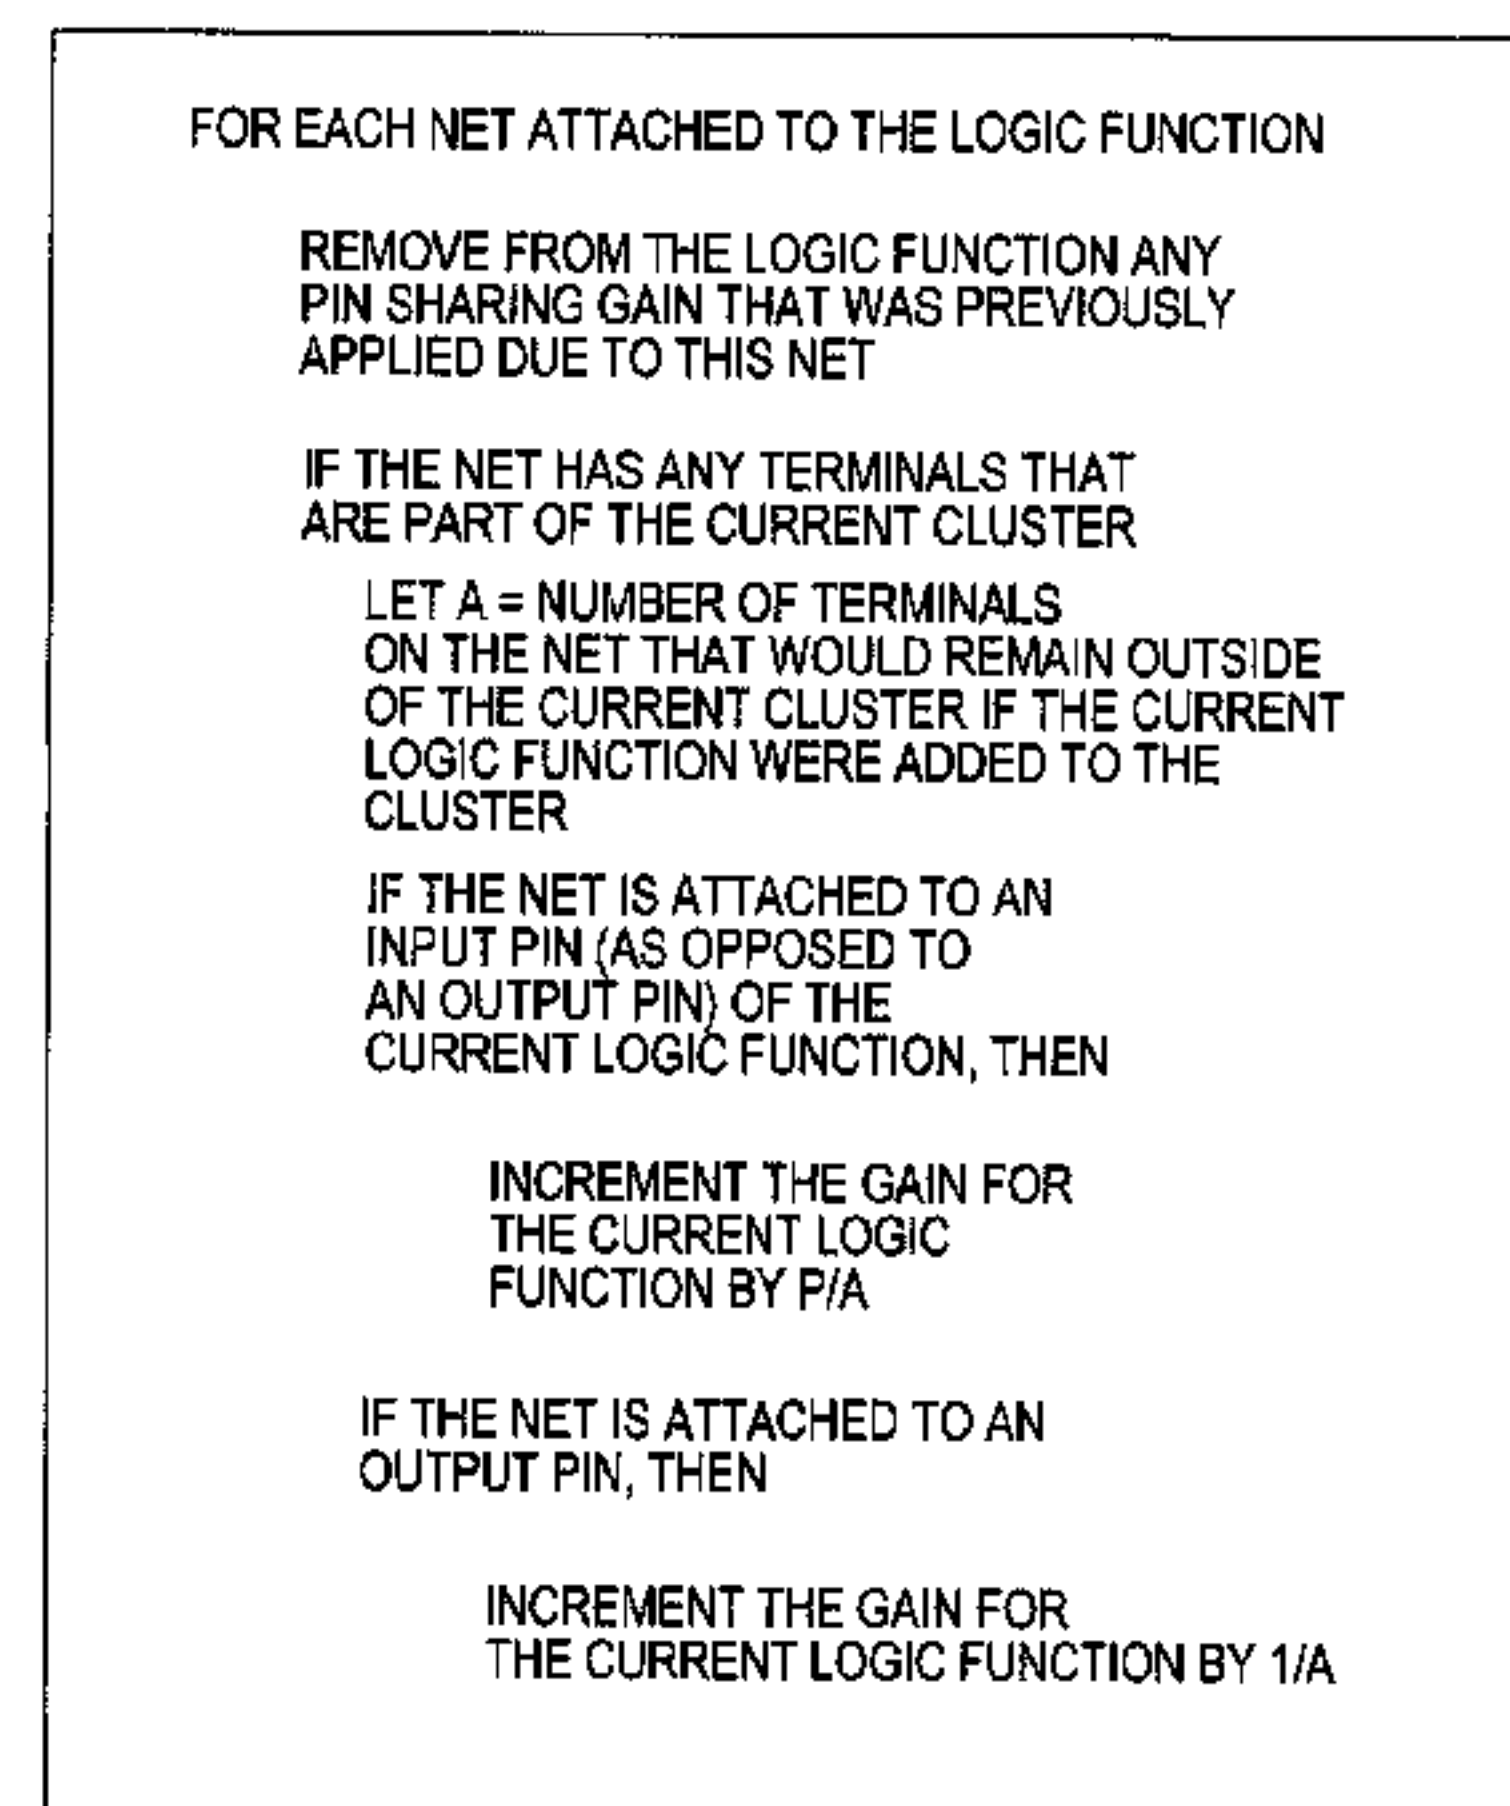 FOR EACH NET ATTACHED TO THE LOGIC FUNCTION
REMOVE FROM THE LOGIC FUNCTION ANY
PIN SHARING GAIN THAT WAS PREVIOUSLY
APPLIED DUE TO THIS NET
IF THE NET HAS ANY TERMINALS THAT
ARE PART OF THE CURRENT CLUSTER
LET A = NUMBER OF TERMINALS
ON THE NET THAT WOULD REMAIN OUTSIDE
OF THE CURRENT CLUSTER IF THE CURRENT
LOGIC FUNCTION WERE ADDED TO THE
CLUSTER
IF THE NET IS ATTACHED TO AN
INPUT PIN (AS OPPOSED TO
AN OUTPUT PIN) OF THE
CURRENT LOGIC FUNCTION, THEN
INCREMENT THE GAIN FOR
THE CURRENT LOGIC
FUNCTION BY P/A
IF THE NET IS ATTACHED TO AN
OUTPUT PIN, THEN
INCREMENT THE GAIN FOR
THE CURRENT LOGIC FUNCTION BY 1/A